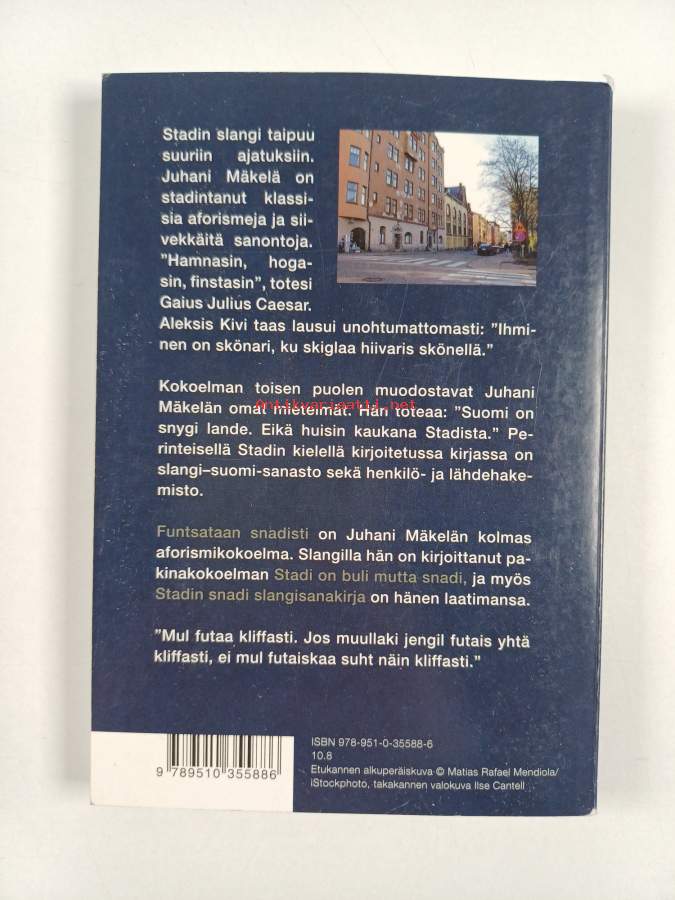 Stadin slangi taipuu
suuriin ajatuksiin.
Juhani Mäkelä on
stadintanut klassi-
sia aforismeja ja sii-
vekkäitä sanontoja.
"Hamnasin, hoga-
sin, finstasin", totesi
Gaius Julius Caesar.
Aleksis Kivi taas lausui unohtumattomasti: "Ihmi-
nen on skönari, ku skiglaa hiivaris skönellä."
Kokoelman toisen puolen muodostavat Juhani
Mäkelän omat mietelmät. Hän toteaa: "Suomi on
Antikvariaatti.net
snygi lande. Eikä huisin kaukana Stadista." Pe-
rinteisellä Stadin kielellä kirjoitetussa kirjassa on
slangi–suomi-sanasto sekä henkilö- ja lähdehake-
misto.
Funtsataan snadisti on Juhani Mäkelän kolmas
aforismikokoelma. Slangilla hän on kirjoittanut pa-
kinakokoelman Stadi on buli mutta snadi, ja myös
Stadin snadi slangisanakirja on hänen laatimansa.
"Mul futaa kliffasti. Jos muullaki jengil futais yhtä
kliffasti, ei mul futaiskaa suht näin kliffasti."
ISBN 978-951-0-35588-6
10.8
Etukannen alkuperäiskuva © Matias Rafael Mendiola/
iStockphoto, takakannen valokuva Ilse Cantell
9 789510 355886